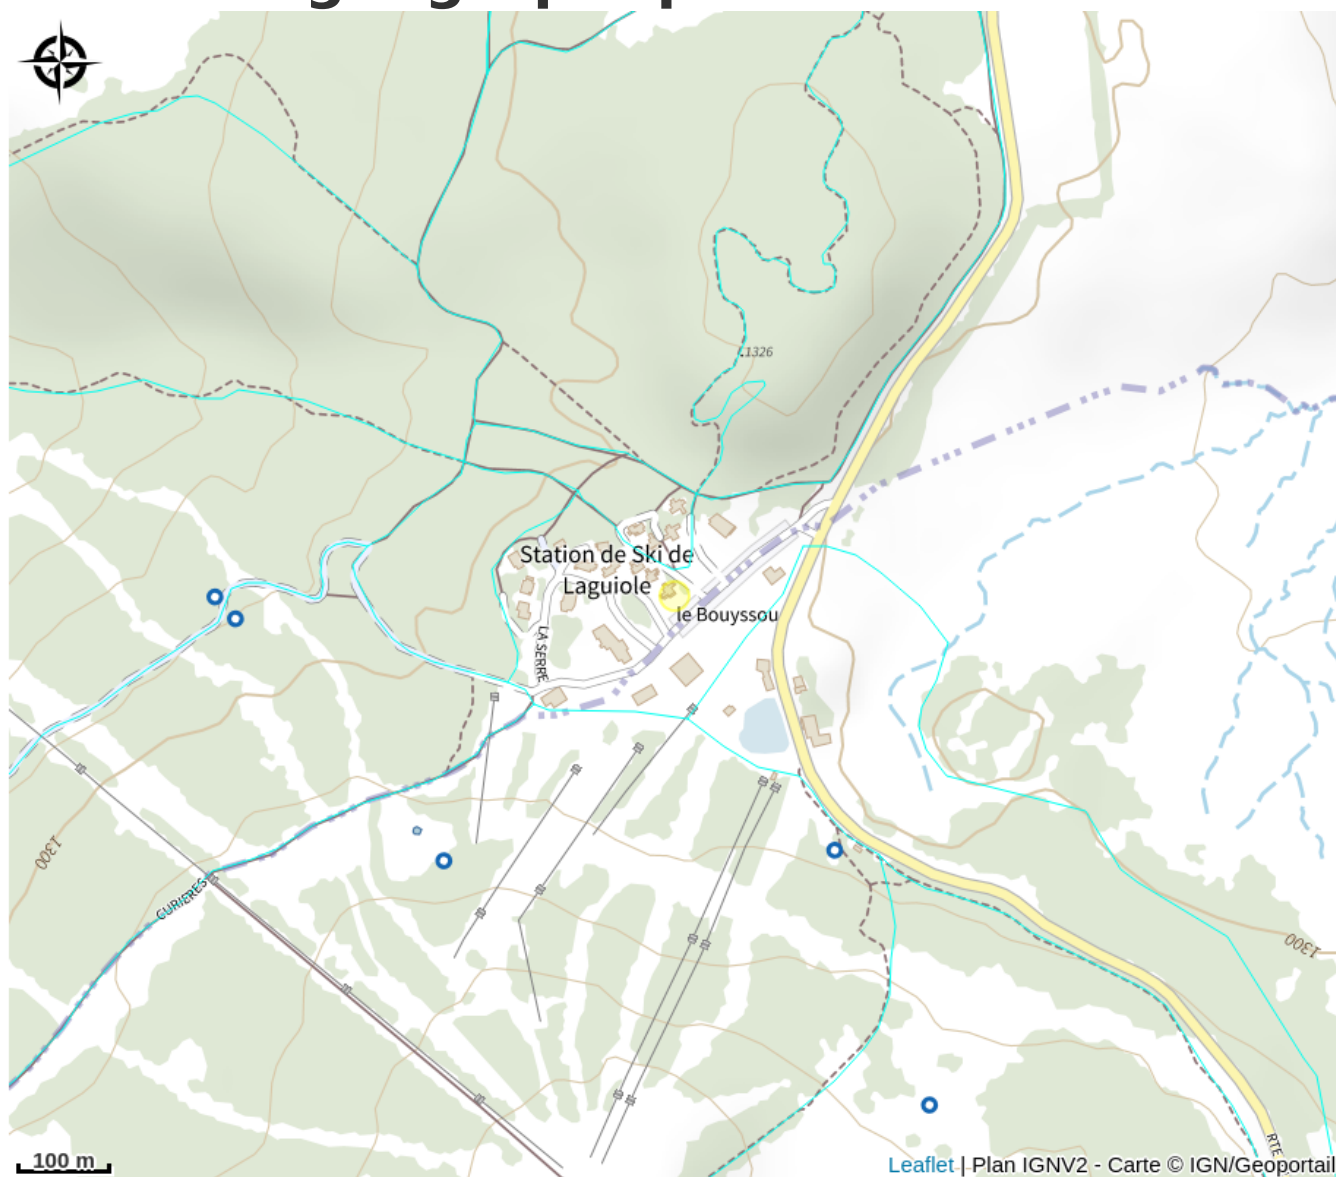 1326
Station de Ski de
Laguiole
le Bouyssou
LA SERRE
1300
CURIERES
1300
RTE
100 m
Leaflet | Plan IGNV2 - Carte © IGN/Geoportail